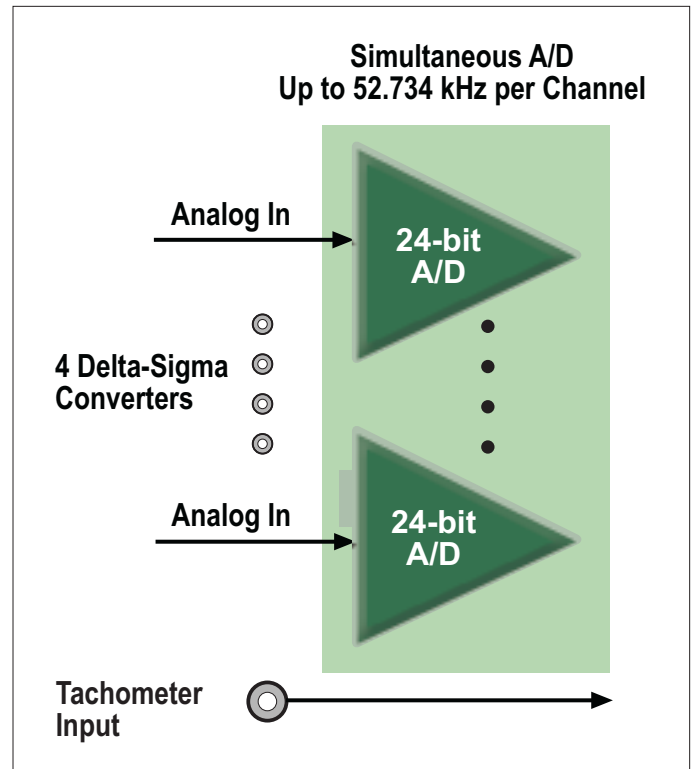 Simultaneous A/D
Up to 52.734 kHz per Channel
Analog In
24-bit
A/D
4 Delta-Sigma
Converters
Analog In
24-bit
A/D
Tachometer
Input